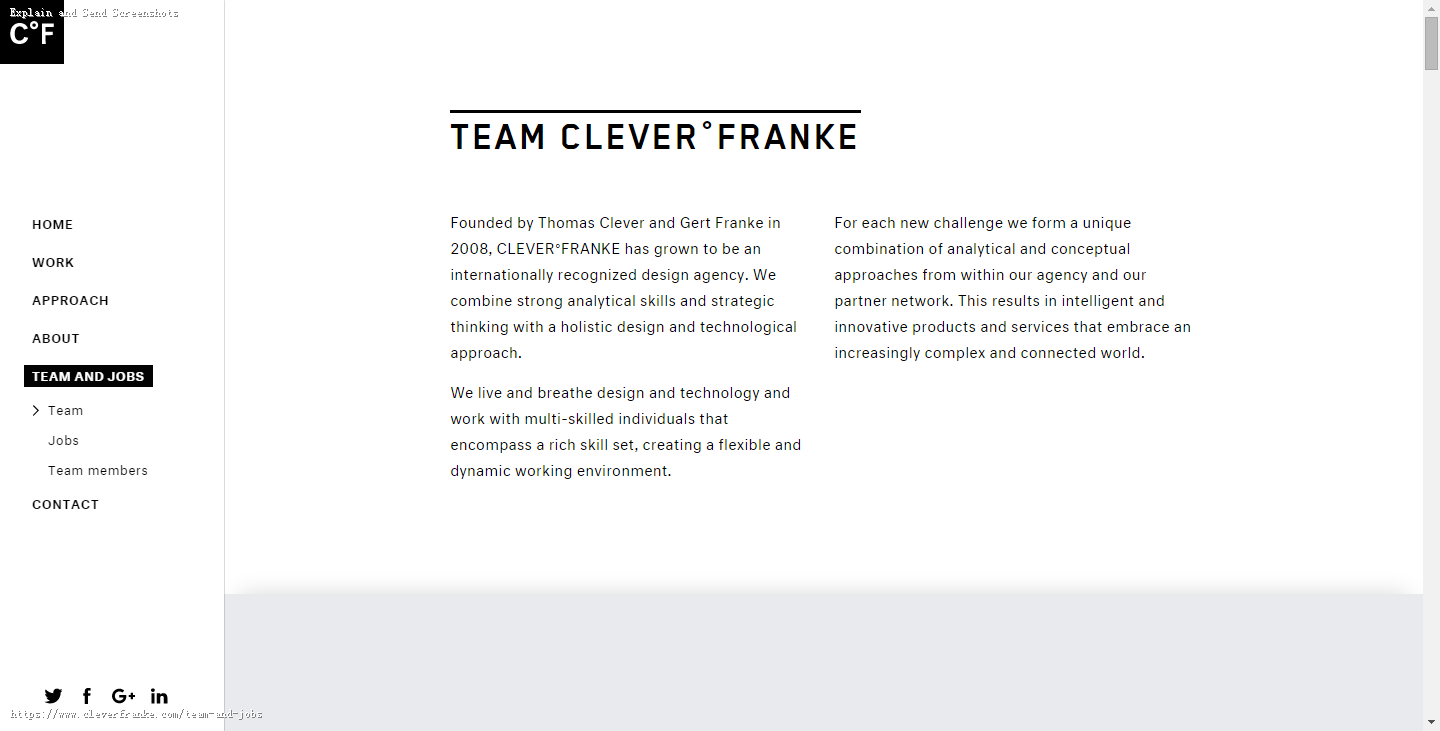 Explain and Send Screenshots
C°F
HOME
WORK
APPROACH
ABOUT
TEAM AND JOBS
Team
Jobs
Team members
CONTACT
https://www.cleverfranke.com/team-and-jobs
TEAM CLEVER°FRANKE
Founded by Thomas Clever and Gert Franke in
2008, CLEVER°FRANKE has grown to be an
internationally recognized design agency. We
combine strong analytical skills and strategic
thinking with a holistic design and technological
approach.
We live and breathe design and technology and
work with multi-skilled individuals that
encompass a rich skill set, creating a flexible and
dynamic working environment.
For each new challenge we form a unique
combination of analytical and conceptual
approaches from within our agency and our
partner network. This results in intelligent and
innovative products and services that embrace an
increasingly complex and connected world.